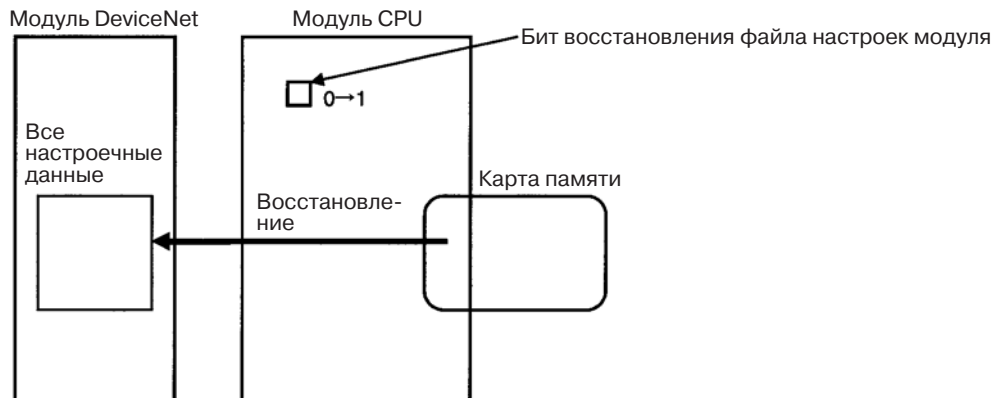 Модуль DeviceNet
Модуль CPU
Бит восстановления файла настроек модуля
0→1
Все
настроечные
данные
Восстановле-
ние
Карта памяти